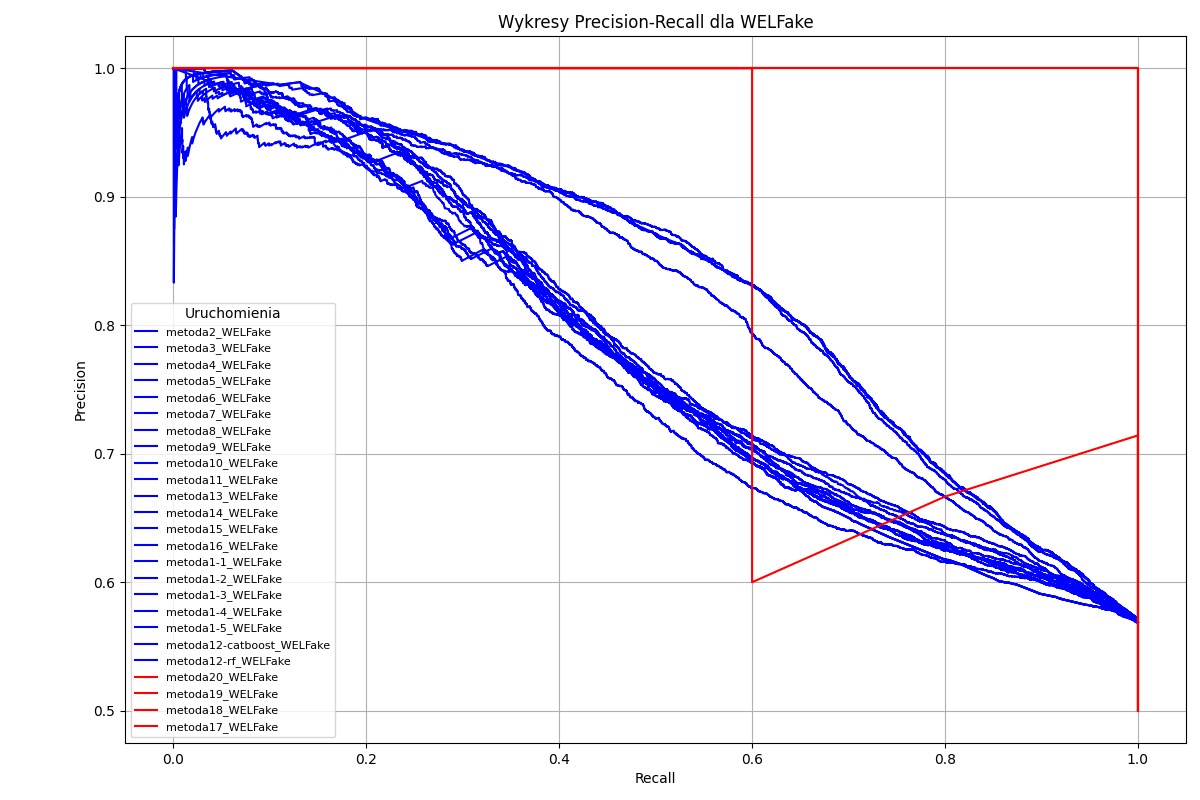 Wykresy Precision-Recall dla WELFake
1.0
0.9
0.8
0.7
0.6
0.5
Precision
Uruchomienia
metoda2_WELFake
metoda3_WELFake
metoda4_WELFake
metoda5_WELFake
metoda6_WELFake
metoda7_WELFake
metoda8_WELFake
metoda9_WELFake
metoda10_WELFake
metoda11_WELFake
metoda13_WELFake
metoda14_WELFake
metoda15_WELFake
metoda16_WELFake
metoda1-1_WELFake
metoda1-2_WELFake
metoda1-3_WELFake
metoda1-4_WELFake
metoda1-5_WELFake
metoda12-catboost_WELFake
metoda12-rf_WELFake
metoda20_WELFake
metoda19_WELFake
metoda18_WELFake
metoda17_WELFake
0.0 0.2 0.4 0.6 0.8 1.0
Recall